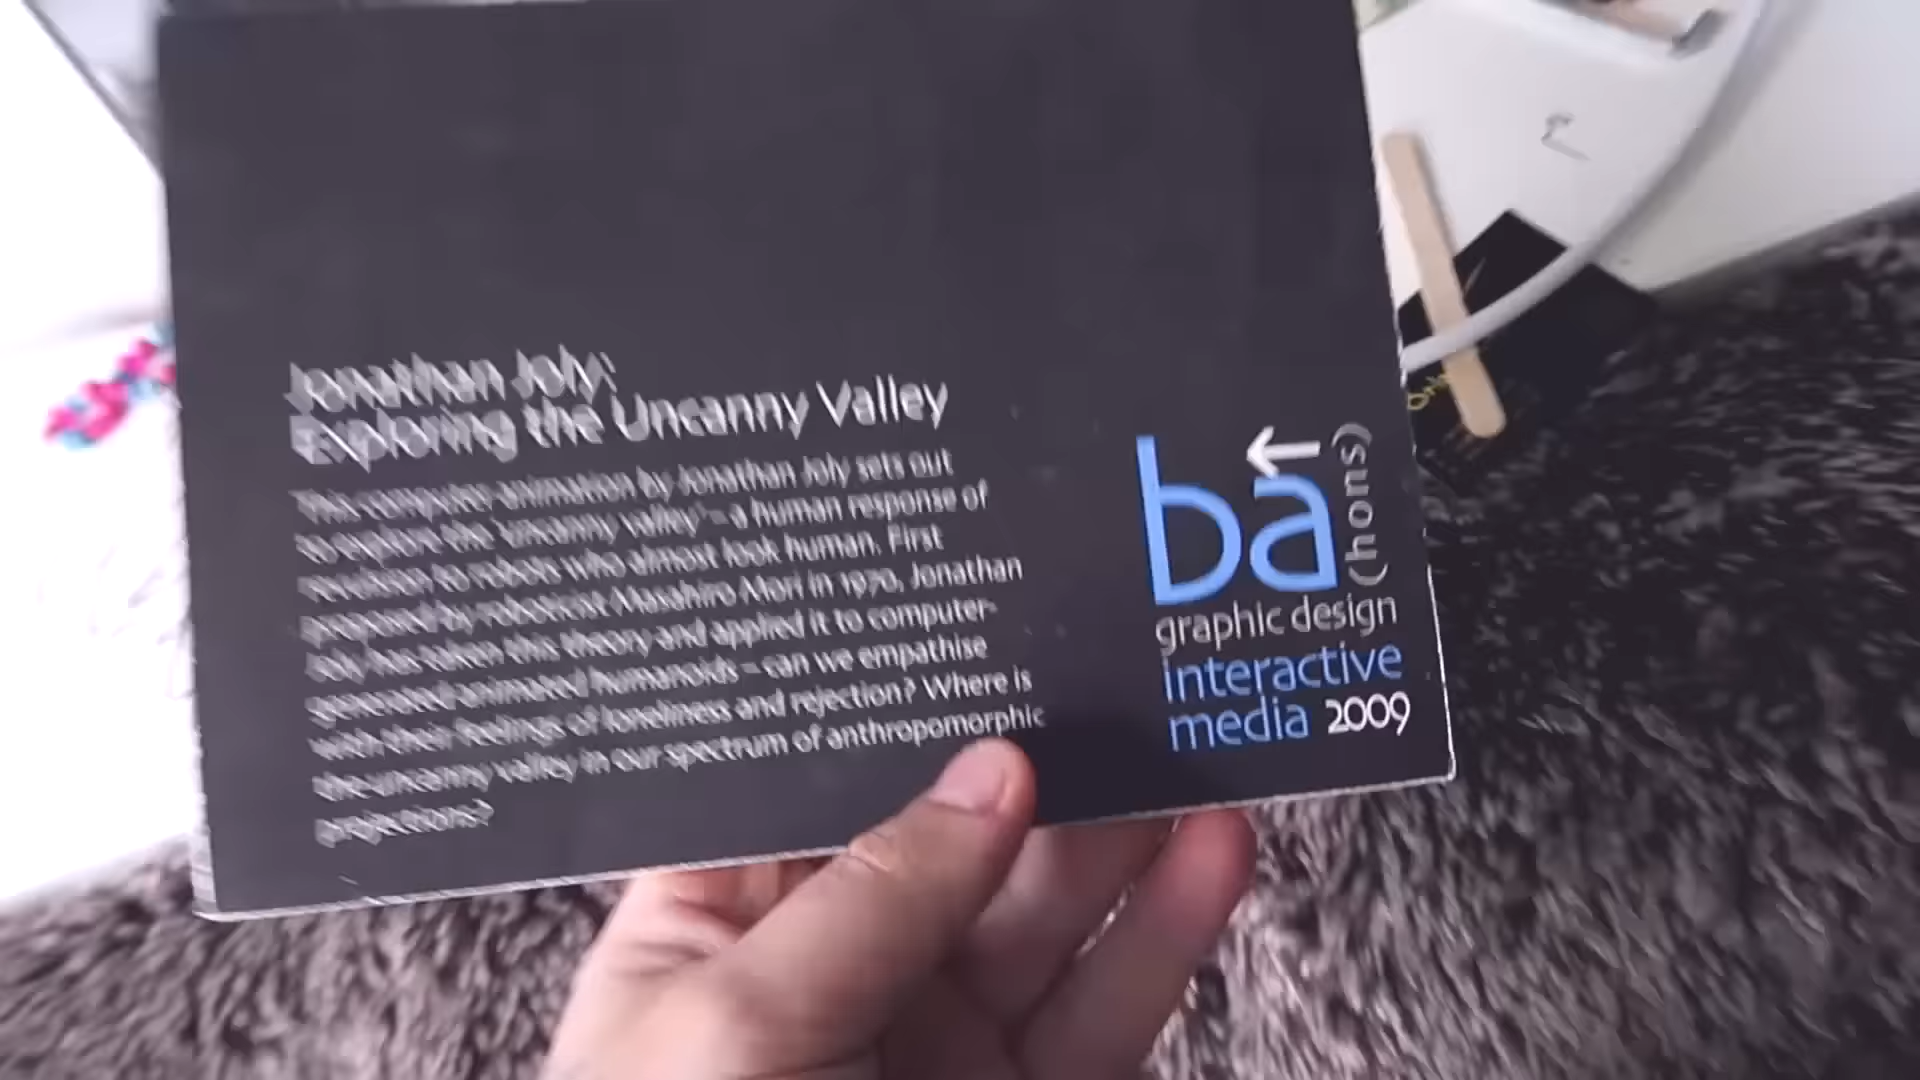 Jonathan Joly:
Exploring the Uncanny Valley
This computer animation by Jonathan Joly sets out
to explore the 'uncanny valley' – a human response of
revulsion to robots who almost look human. First
proposed by roboticist Masahiro Mori in 1970, Jonathan
Joly has taken this theory and applied it to computer-
generated animated humanoids – can we empathise
with their feelings of loneliness and rejection? Where is
the uncanny valley in our spectrum of anthropomorphic
projections?
ba (hons)
graphic design
interactive
media 2009